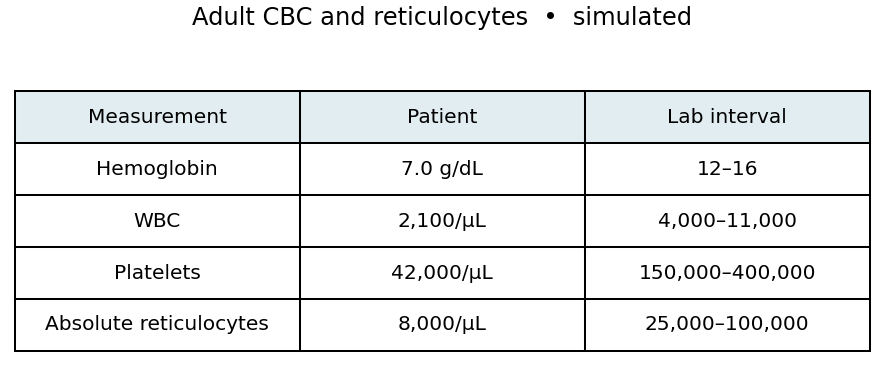 Adult CBC and reticulocytes • simulated
Measurement Patient Lab interval
Hemoglobin 7.0 g/dL 12–16
WBC 2,100/µL 4,000–11,000
Platelets 42,000/µL 150,000–400,000
Absolute reticulocytes 8,000/µL 25,000–100,000